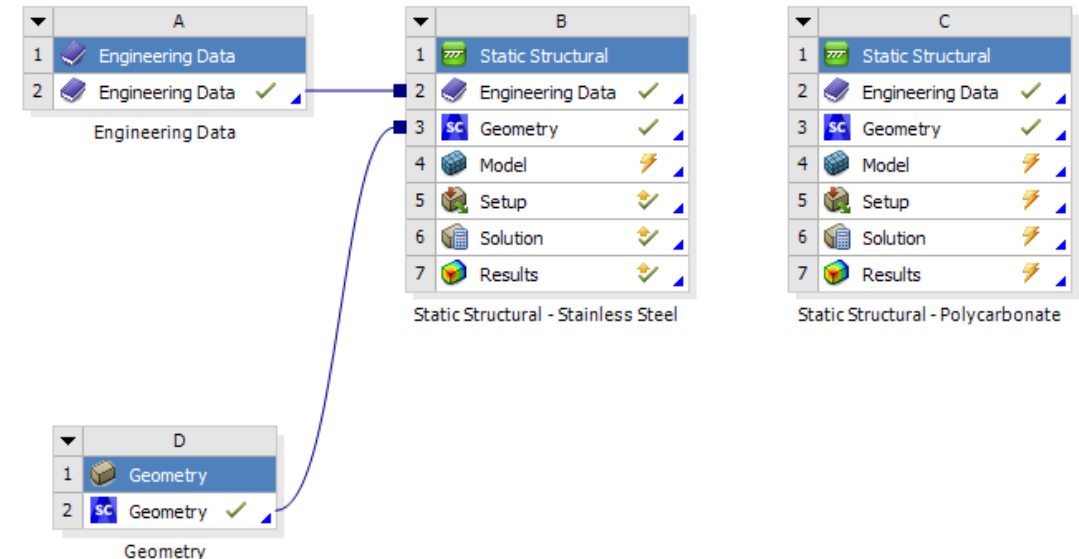 A
1 Engineering Data
2 Engineering Data
Engineering Data
B
1 Static Structural
2 Engineering Data
3 SC Geometry
4 Model
5 Setup
6 Solution
7 Results
Static Structural - Stainless Steel
C
1 Static Structural
2 Engineering Data
3 SC Geometry
4 Model
5 Setup
6 Solution
7 Results
Static Structural - Polycarbonate
D
1 Geometry
2 SC Geometry
Geometry